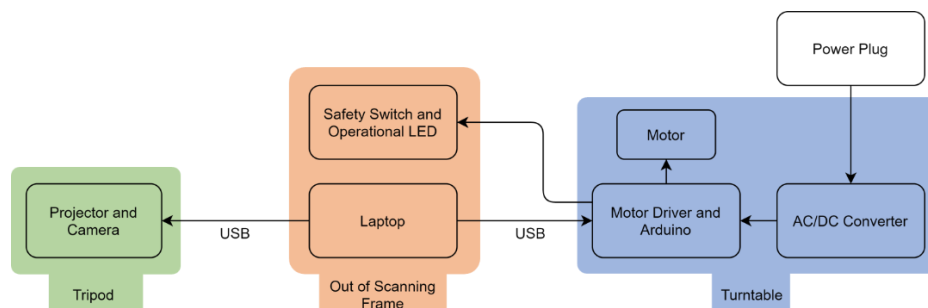 Power Plug
Safety Switch and
Operational LED
Motor
Projector and
Camera
USB
Laptop
USB
Motor Driver and
Arduino
AC/DC Converter
Tripod
Out of Scanning
Frame
Turntable